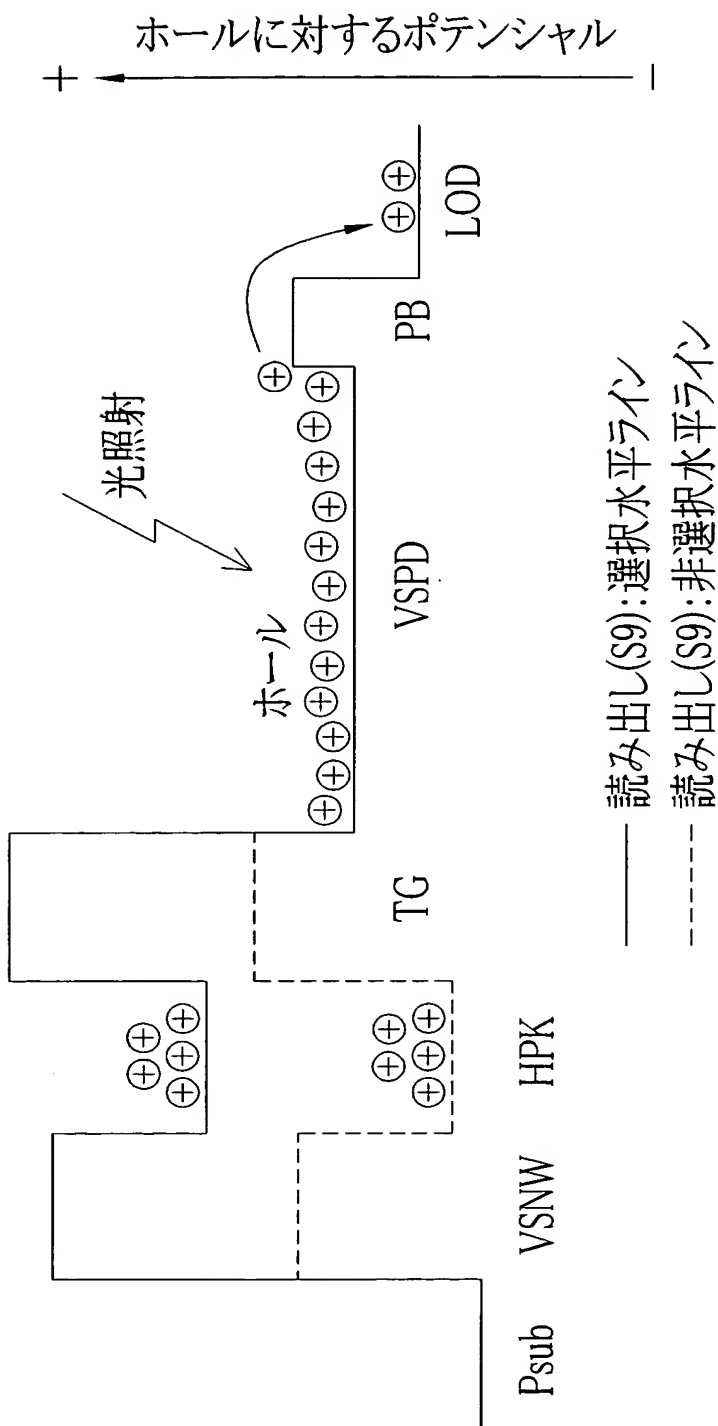 ホールに対するポテンシャル
+
−
光照射
ホール
Psub
VSNW
HPK
TG
VSPD
PB
LOD
読み出し(S9):選択水平ライン
読み出し(S9):非選択水平ライン